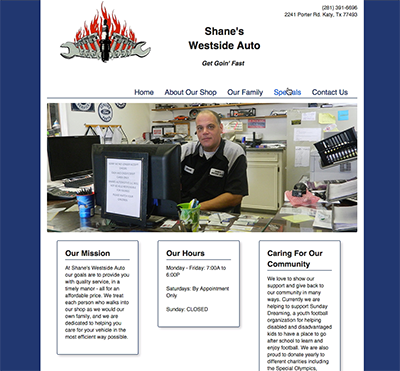 Shane's
Westside Auto
Get Goin' Fast
(281) 391-6696
2241 Porter Rd. Katy, Tx 77493
Home About Our Shop Our Family Specials Contact Us
Our Mission
At Shane's Westside Auto
our goals are to provide you
with quality service, in a
timely manor - all for an
affordable price. We treat
each person who walks into
our shop as we would our
own family, and we are
dedicated to helping you
care for your vehicle in the
most efficient way possible.
Our Hours
Monday - Friday: 7:00A to
6:00P
Saturdays: By Appointment
Only
Sunday: CLOSED
Caring For Our
Community
We love to show our
support and give back to
our community in many
ways. Currently we are
helping to support Sunday
Dreaming, a youth football
organization for helping
disabled and disadvantaged
kids to have a place to go
after school to learn and
enjoy football. We are also
proud to donate yearly to
different charities including
the Special Olympics,